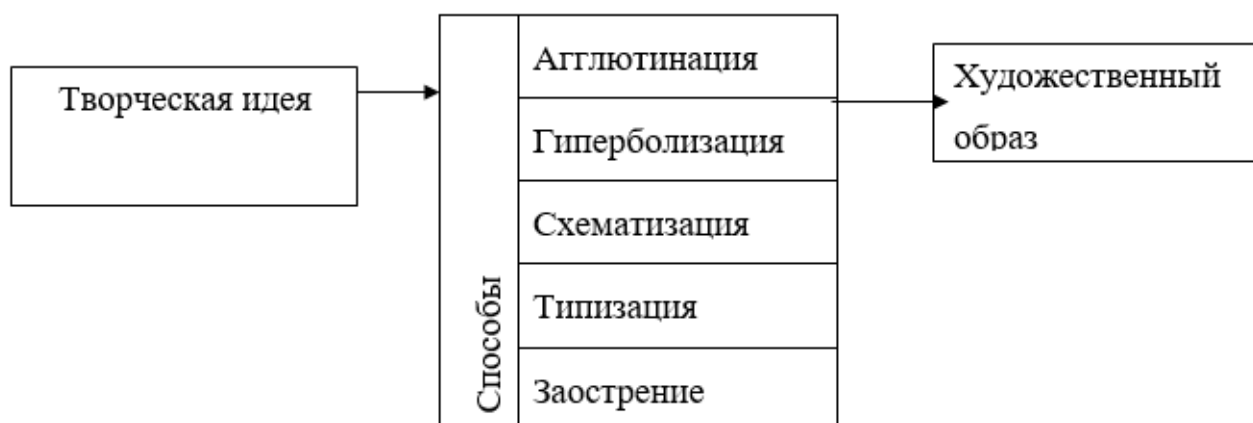 Творческая идея
Способы
Агглютинация
Гиперболизация
Схематизация
Типизация
Заострение
Художественный
образ